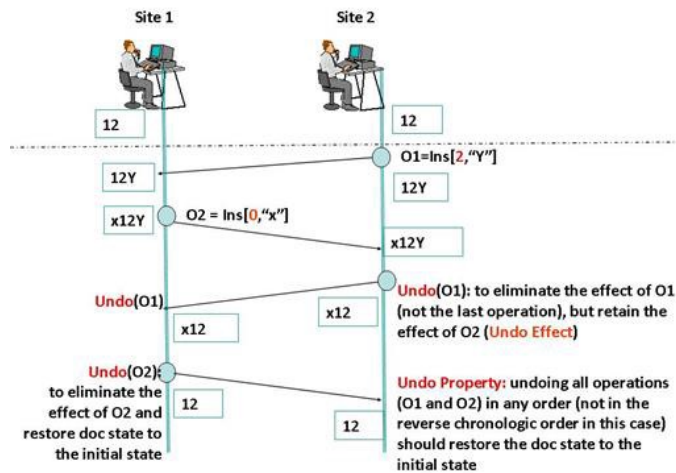 Site 1
Site 2
12
12
O1=Ins[2,“Y”]
12Y
12Y
x12Y
O2 = Ins[0,“x”]
x12Y
Undo(O1)
x12
x12
Undo(O1): to eliminate the effect of O1
(not the last operation), but retain the
effect of O2 (Undo Effect)
Undo(O2):
to eliminate the
effect of O2 and
restore doc state to
the initial state
12
12
Undo Property: undoing all operations
(O1 and O2) in any order (not in the
reverse chronologic order in this case)
should restore the doc state to the
initial state